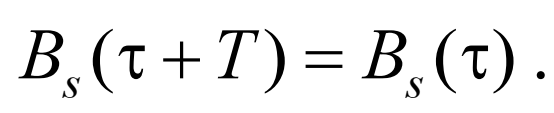 B_s(τ + T) = B_s(τ) .